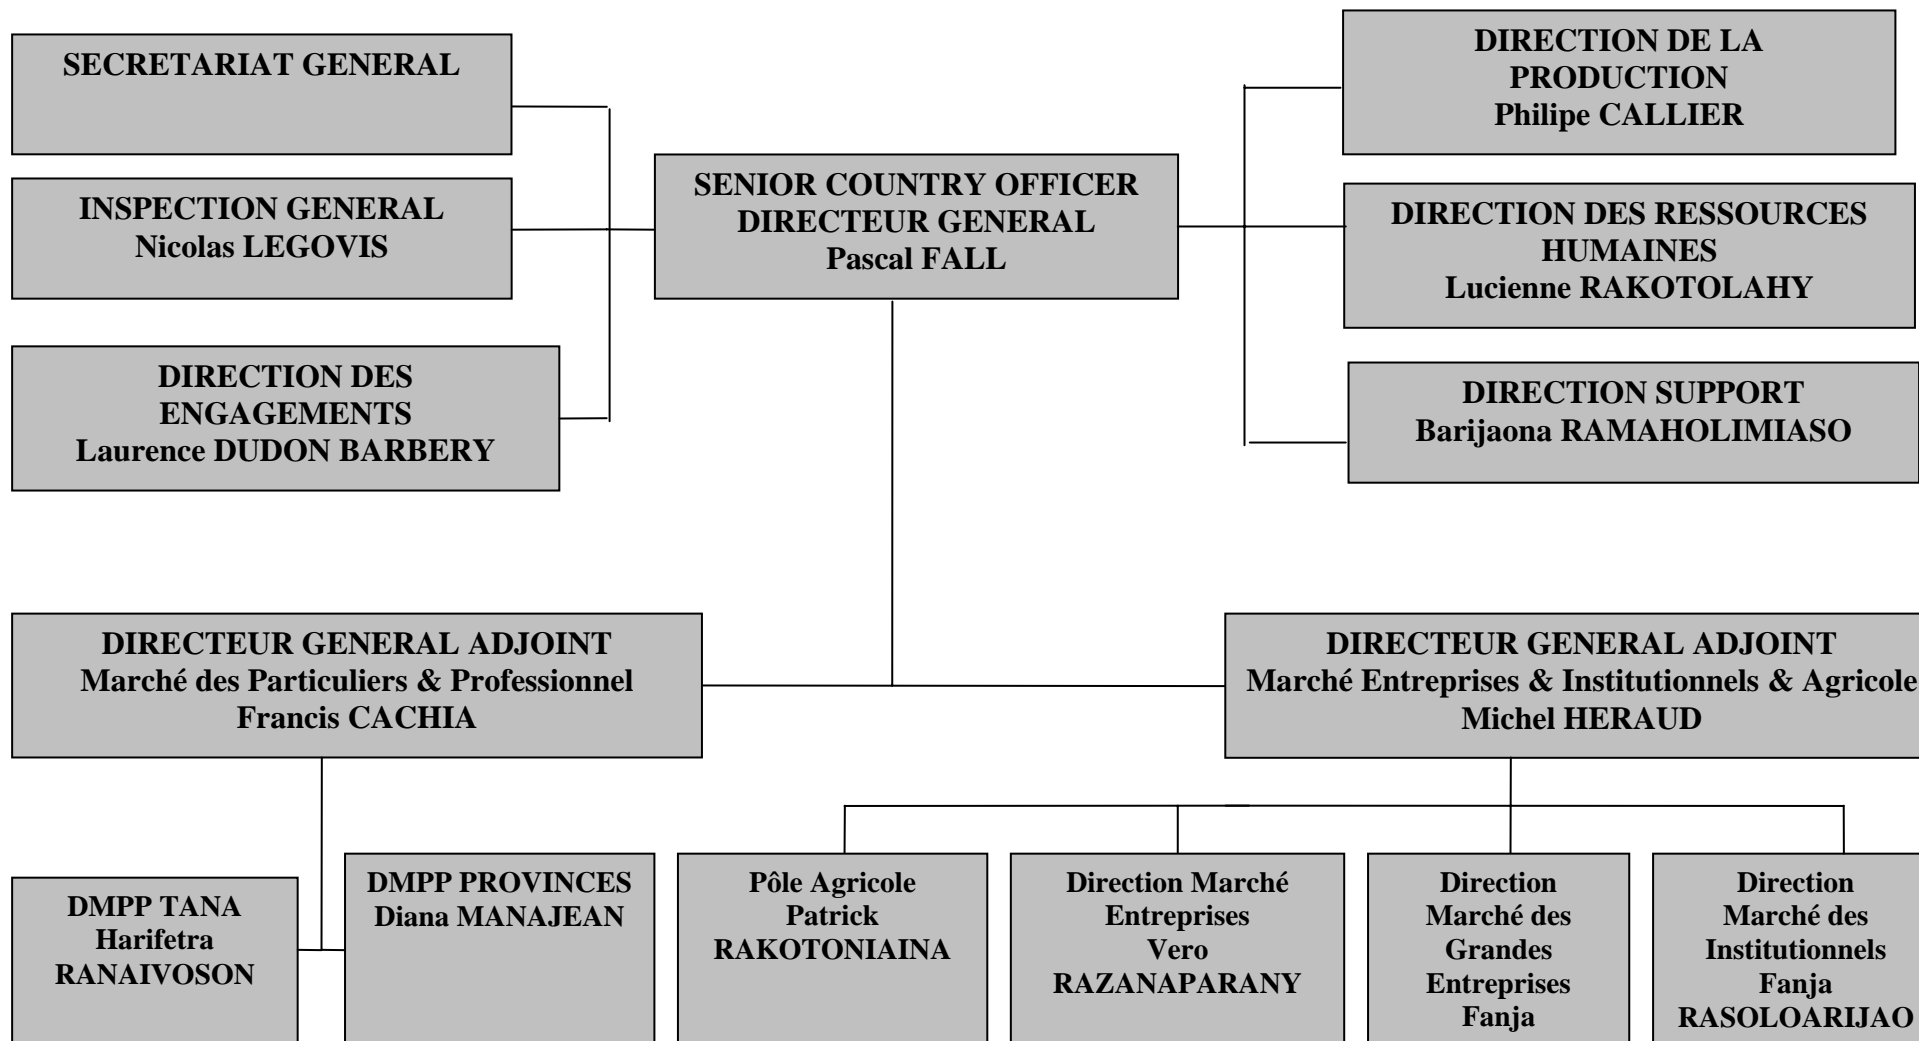 SECRETARIAT GENERAL
INSPECTION GENERAL
Nicolas LEGOVIS
DIRECTION DES
ENGAGEMENTS
Laurence DUDON BARBERY
SENIOR COUNTRY OFFICER
DIRECTEUR GENERAL
Pascal FALL
DIRECTION DE LA
PRODUCTION
Philipe CALLIER
DIRECTION DES RESSOURCES
HUMAINES
Lucienne RAKOTOLAHY
DIRECTION SUPPORT
Barijaona RAMAHOLIMIASO
DIRECTEUR GENERAL ADJOINT
Marché des Particuliers & Professionnel
Francis CACHIA
DIRECTEUR GENERAL ADJOINT
Marché Entreprises & Institutionnels & Agricole
Michel HERAUD
DMPP TANA
Harifetra
RANAIVOSON
DMPP PROVINCES
Diana MANAJEAN
Pôle Agricole
Patrick
RAKOTONIAINA
Direction Marché
Entreprises
Vero
RAZANAPARANY
Direction
Marché des
Grandes
Entreprises
Fanja
Direction
Marché des
Institutionnels
Fanja
RASOLOARIJAO